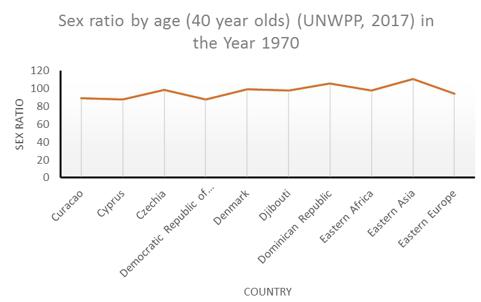 Sex ratio by age (40 year olds) (UNWPP, 2017) in
the Year 1970
120
100
80
60
40
20
0
SEX RATIO
Curacao
Cyprus
Czechia
Democratic Republic of...
Denmark
Djibouti
Dominican Republic
Eastern Africa
Eastern Asia
Eastern Europe
COUNTRY